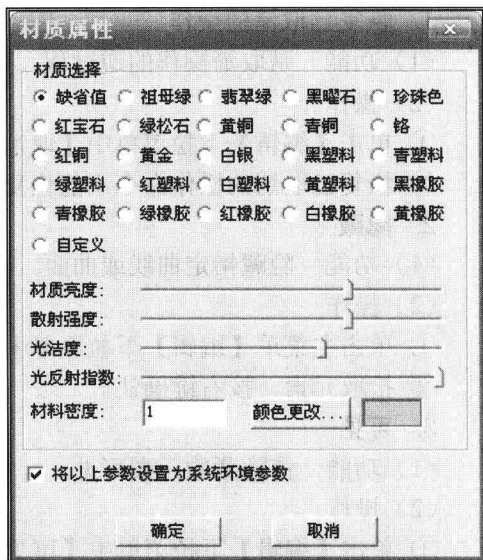 材质属性
材质选择
缺省值 祖母绿 翡翠绿 黑曜石 珍珠色
红宝石 绿松石 黄铜 青铜 铬
红铜 黄金 白银 黑塑料 青塑料
绿塑料 红塑料 白塑料 黄塑料 黑橡胶
青橡胶 绿橡胶 红橡胶 白橡胶 黄橡胶
自定义
材质亮度:
散射强度:
光洁度:
光反射指数:
材料密度: 1 颜色更改...
将以上参数设置为系统环境参数
确定 取消